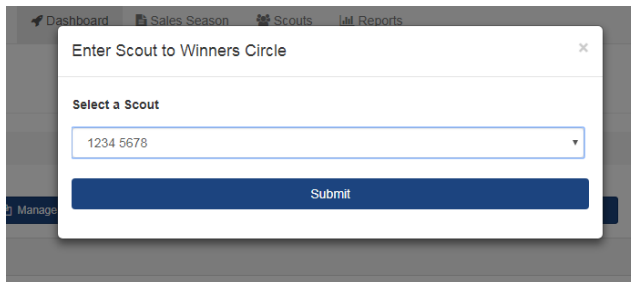 Dashboard Sales Season Scouts Reports
Enter Scout to Winners Circle ×
Select a Scout
1234 5678
Submit
Manage